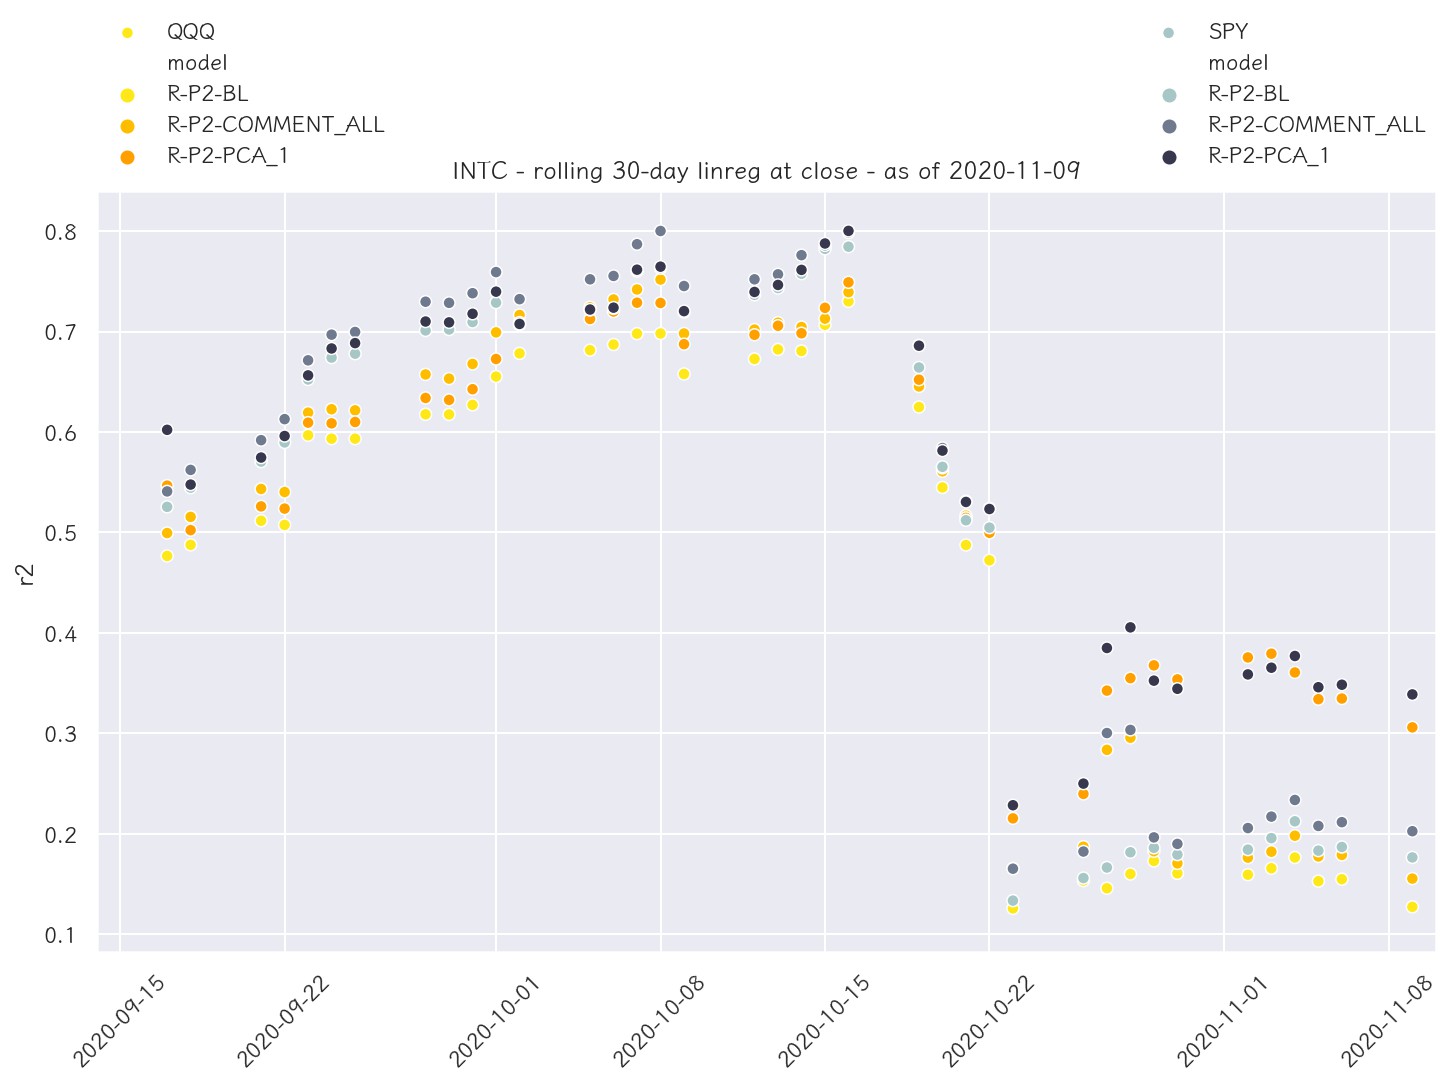 QQQ
model
R-P2-BL
R-P2-COMMENT_ALL
R-P2-PCA_1
SPY
model
R-P2-BL
R-P2-COMMENT_ALL
R-P2-PCA_1
INTC - rolling 30-day linreg at close - as of 2020-11-09
r2
0.8
0.7
0.6
0.5
0.4
0.3
0.2
0.1
2020-09-15
2020-09-22
2020-10-01
2020-10-08
2020-10-15
2020-10-22
2020-11-01
2020-11-08